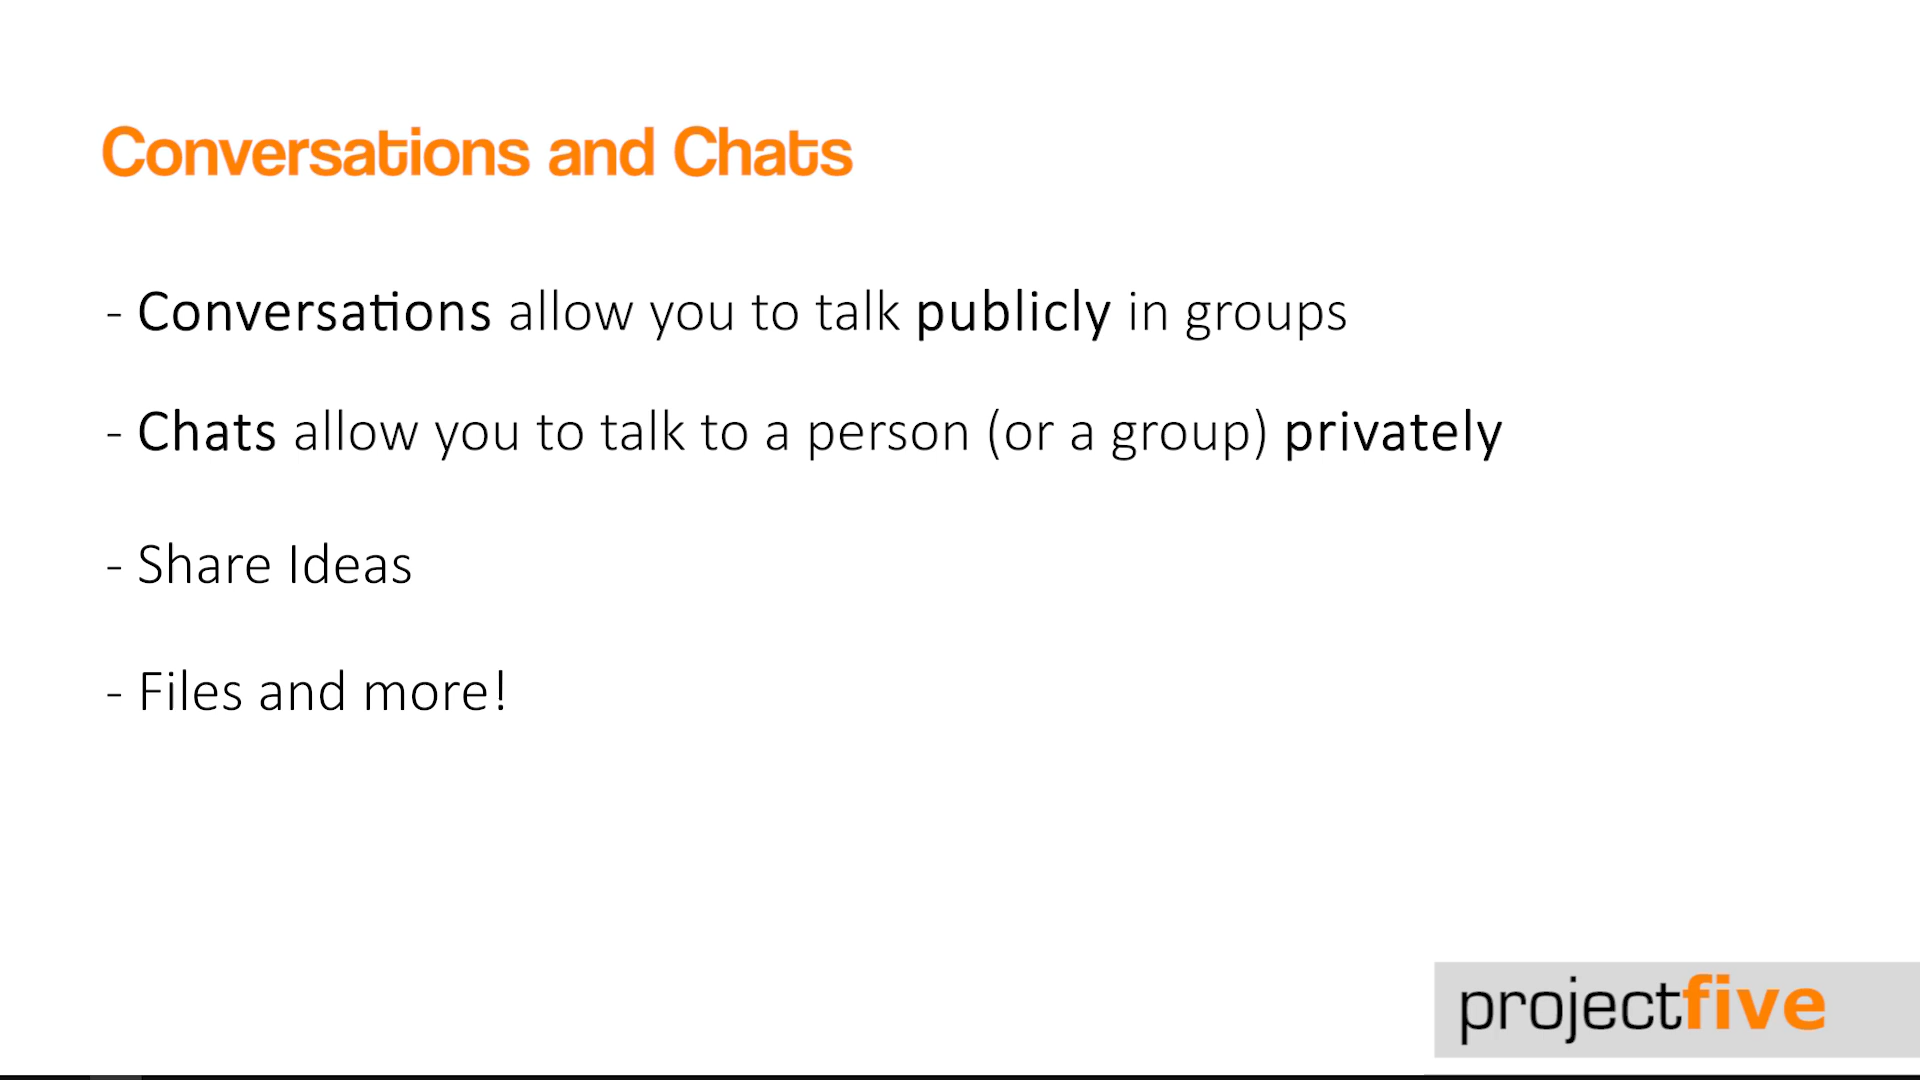 Conversations and Chats
- Conversations allow you to talk publicly in groups
- Chats allow you to talk to a person (or a group) privately
- Share Ideas
- Files and more!
projectfive